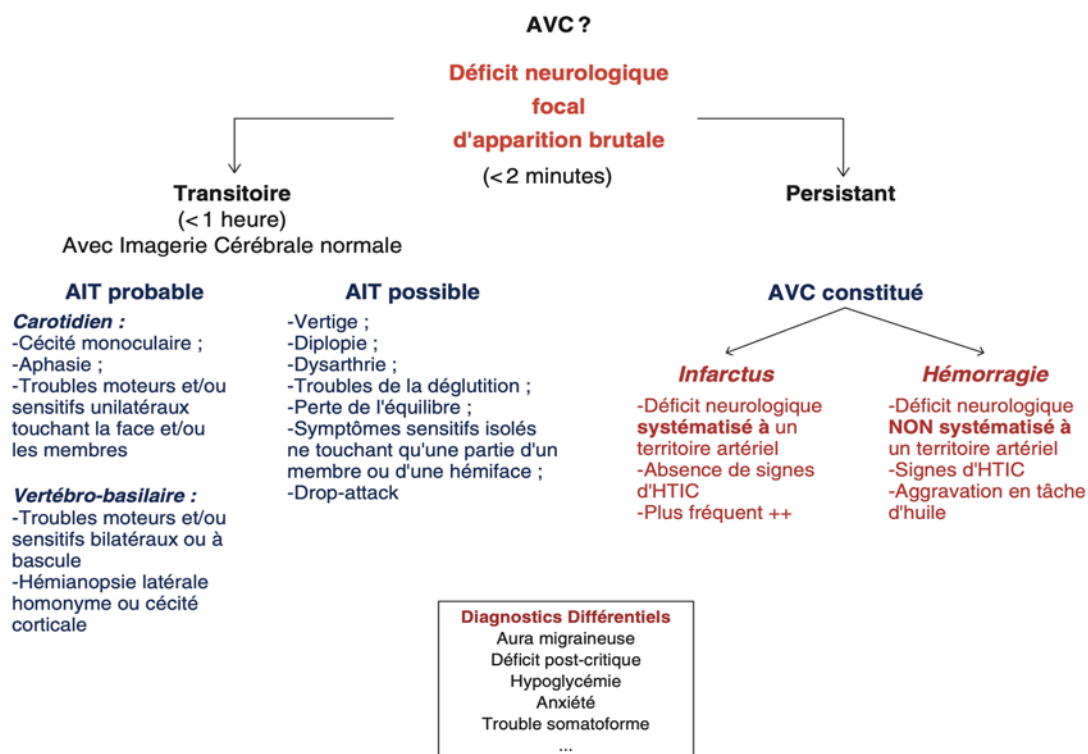 AVC ?
Déficit neurologique
focal
d'apparition brutale
(< 2 minutes)
Transitoire
(< 1 heure)
Avec Imagerie Cérébrale normale
Persistant
AIT probable
Carotidien :
-Cécité monoculaire ;
-Aphasie ;
-Troubles moteurs et/ou
sensitifs unilatéraux
touchant la face et/ou
les membres
Vertébro-basilaire :
-Troubles moteurs et/ou
sensitifs bilatéraux ou à
bascule
-Hémianopsie latérale
homonyme ou cécité
corticale
AIT possible
-Vertige ;
-Diplopie ;
-Dysarthrie ;
-Troubles de la déglutition ;
-Perte de l'équilibre ;
-Symptômes sensitifs isolés
ne touchant qu'une partie d'un
membre ou d'une hémiface ;
-Drop-attack
AVC constitué
Infarctus
-Déficit neurologique
systématisé à un
territoire artériel
-Absence de signes
d'HTIC
-Plus fréquent ++
Hémorragie
-Déficit neurologique
NON systématisé à
un territoire artériel
-Signes d'HTIC
-Aggravation en tâche
d'huile
Diagnostics Différentiels
Aura migraineuse
Déficit post-critique
Hypoglycémie
Anxiété
Trouble somatoforme
...